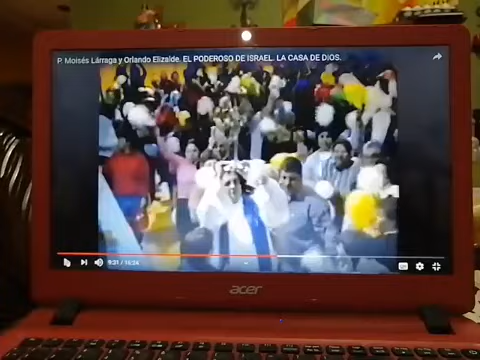 P. Moisés Lárraga y Orlando Elizalde. EL PODEROSO DE ISRAEL. LA CASA DE DIOS.
9:31 / 16:24
acer